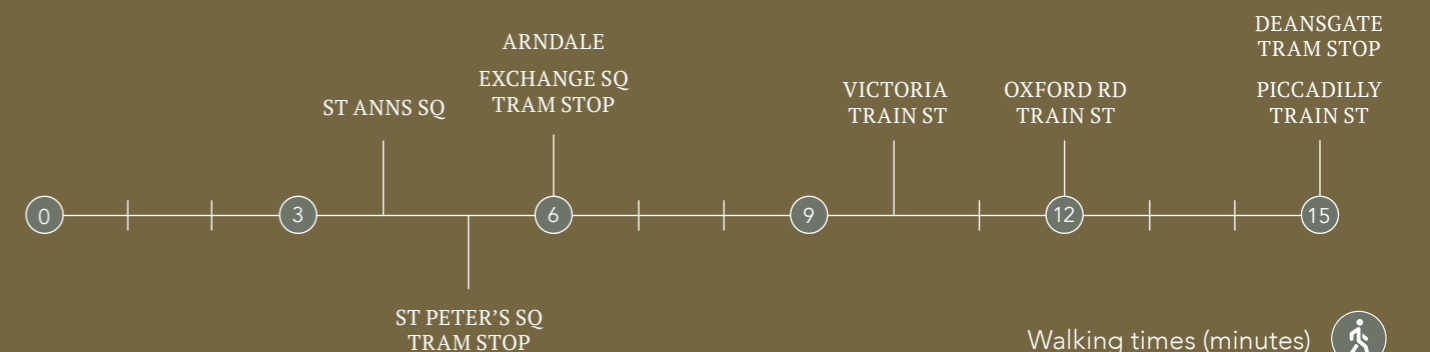 DEANSGATE
TRAM STOP
ARNDALE
EXCHANGE SQ
TRAM STOP
ST ANNS SQ
VICTORIA
TRAIN ST
OXFORD RD
TRAIN ST
PICCADILLY
TRAIN ST
0
3
6
9
12
15
ST PETER'S SQ
TRAM STOP
Walking times (minutes)